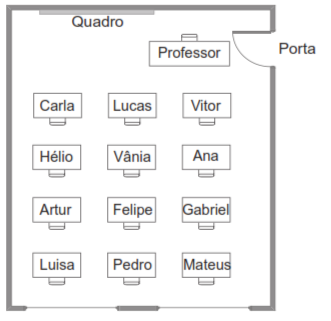 Quadro
Professor
Porta
Carla Lucas Vitor
Hélio Vânia Ana
Artur Felipe Gabriel
Luisa Pedro Mateus